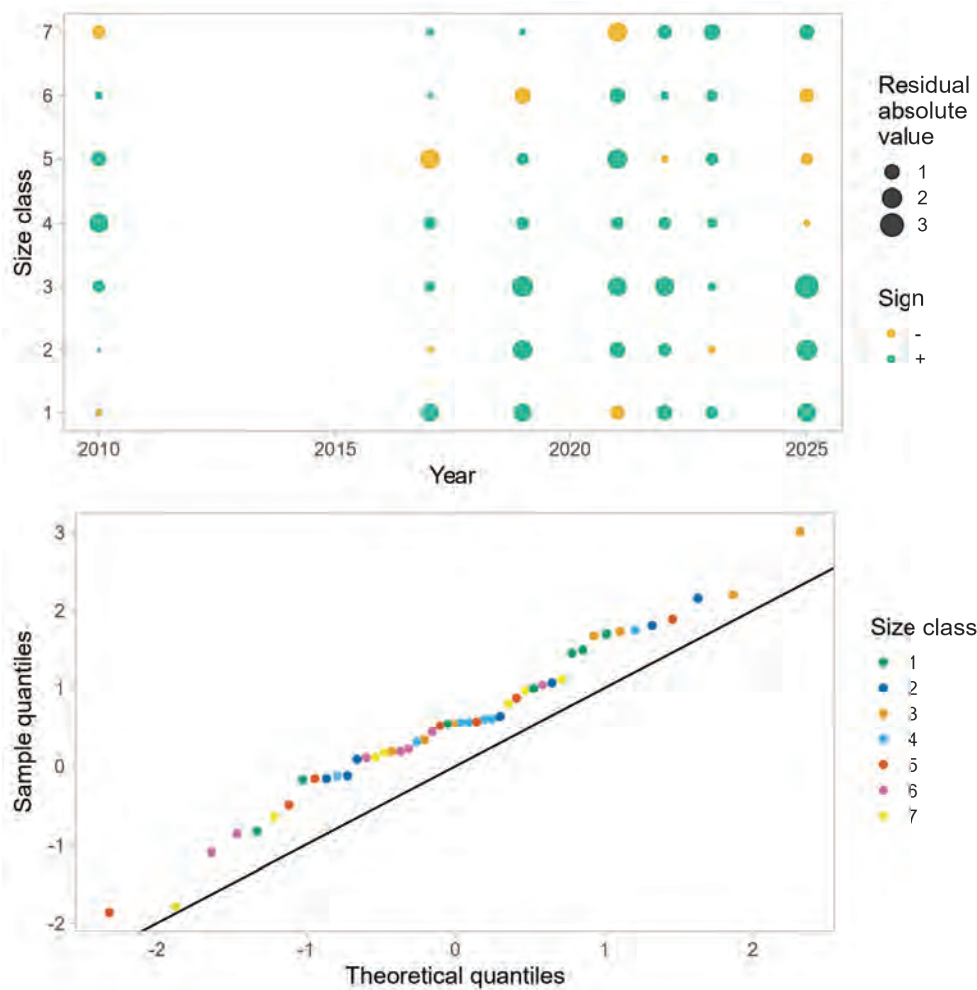 7
6
5
4
3
2
1
Size class
2010 2015 2020 2025
Year
Residual
absolute
value
1
2
3
Sign
-
+
3
2
1
0
-1
-2
Sample quantiles
-2 -1 0 1 2
Theoretical quantiles
Size class
1
2
3
4
5
6
7